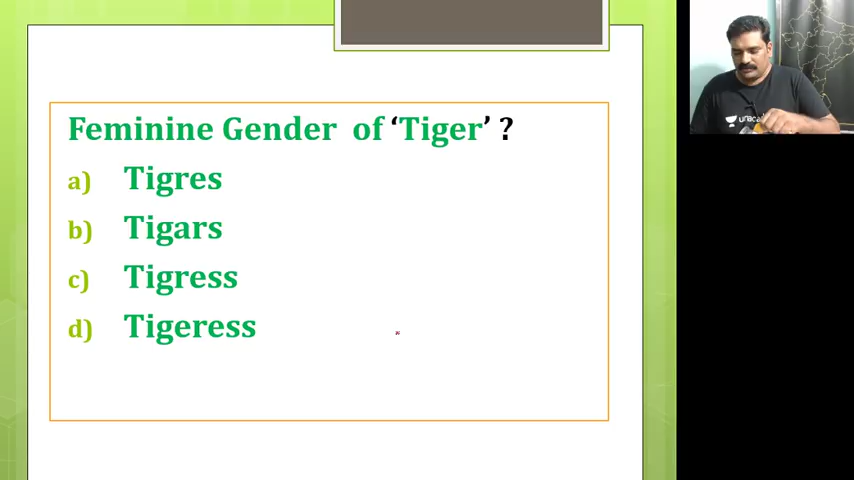 Feminine Gender of ‘Tiger’ ?
a) Tigres
b) Tigars
c) Tigress
d) Tigeress